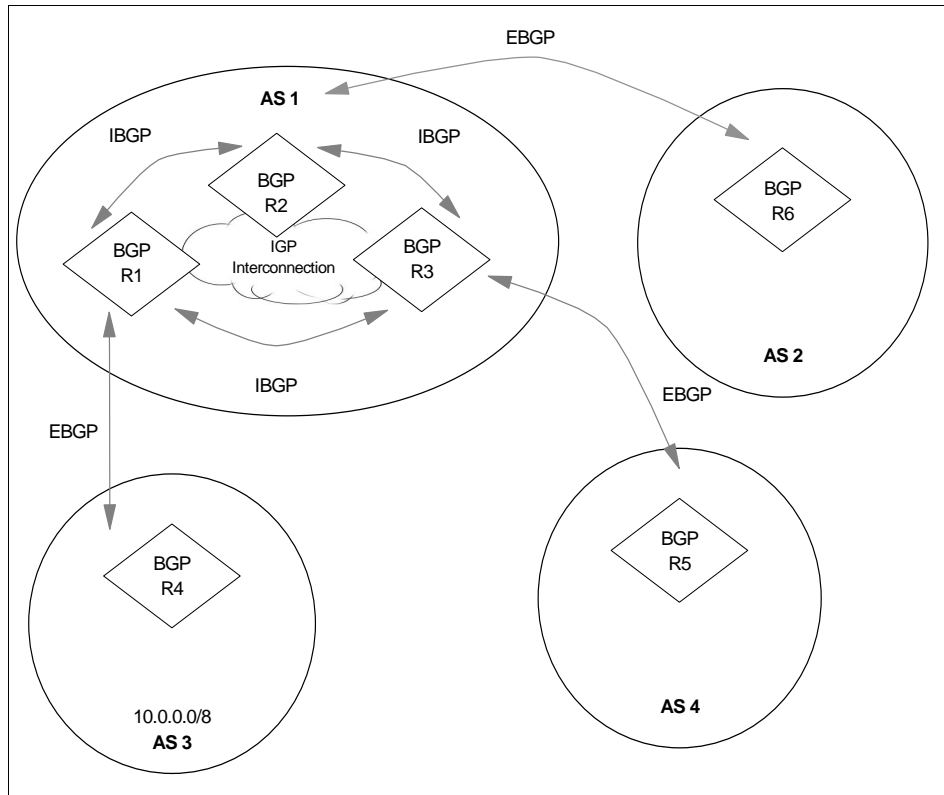 EBGP
AS 1
IBGP
IBGP
BGP
R2
BGP
R6
IGP
Interconnection
BGP
R1
BGP
R3
AS 2
IBGP
EBGP
EBGP
BGP
R5
BGP
R4
AS 4
10.0.0.0/8
AS 3